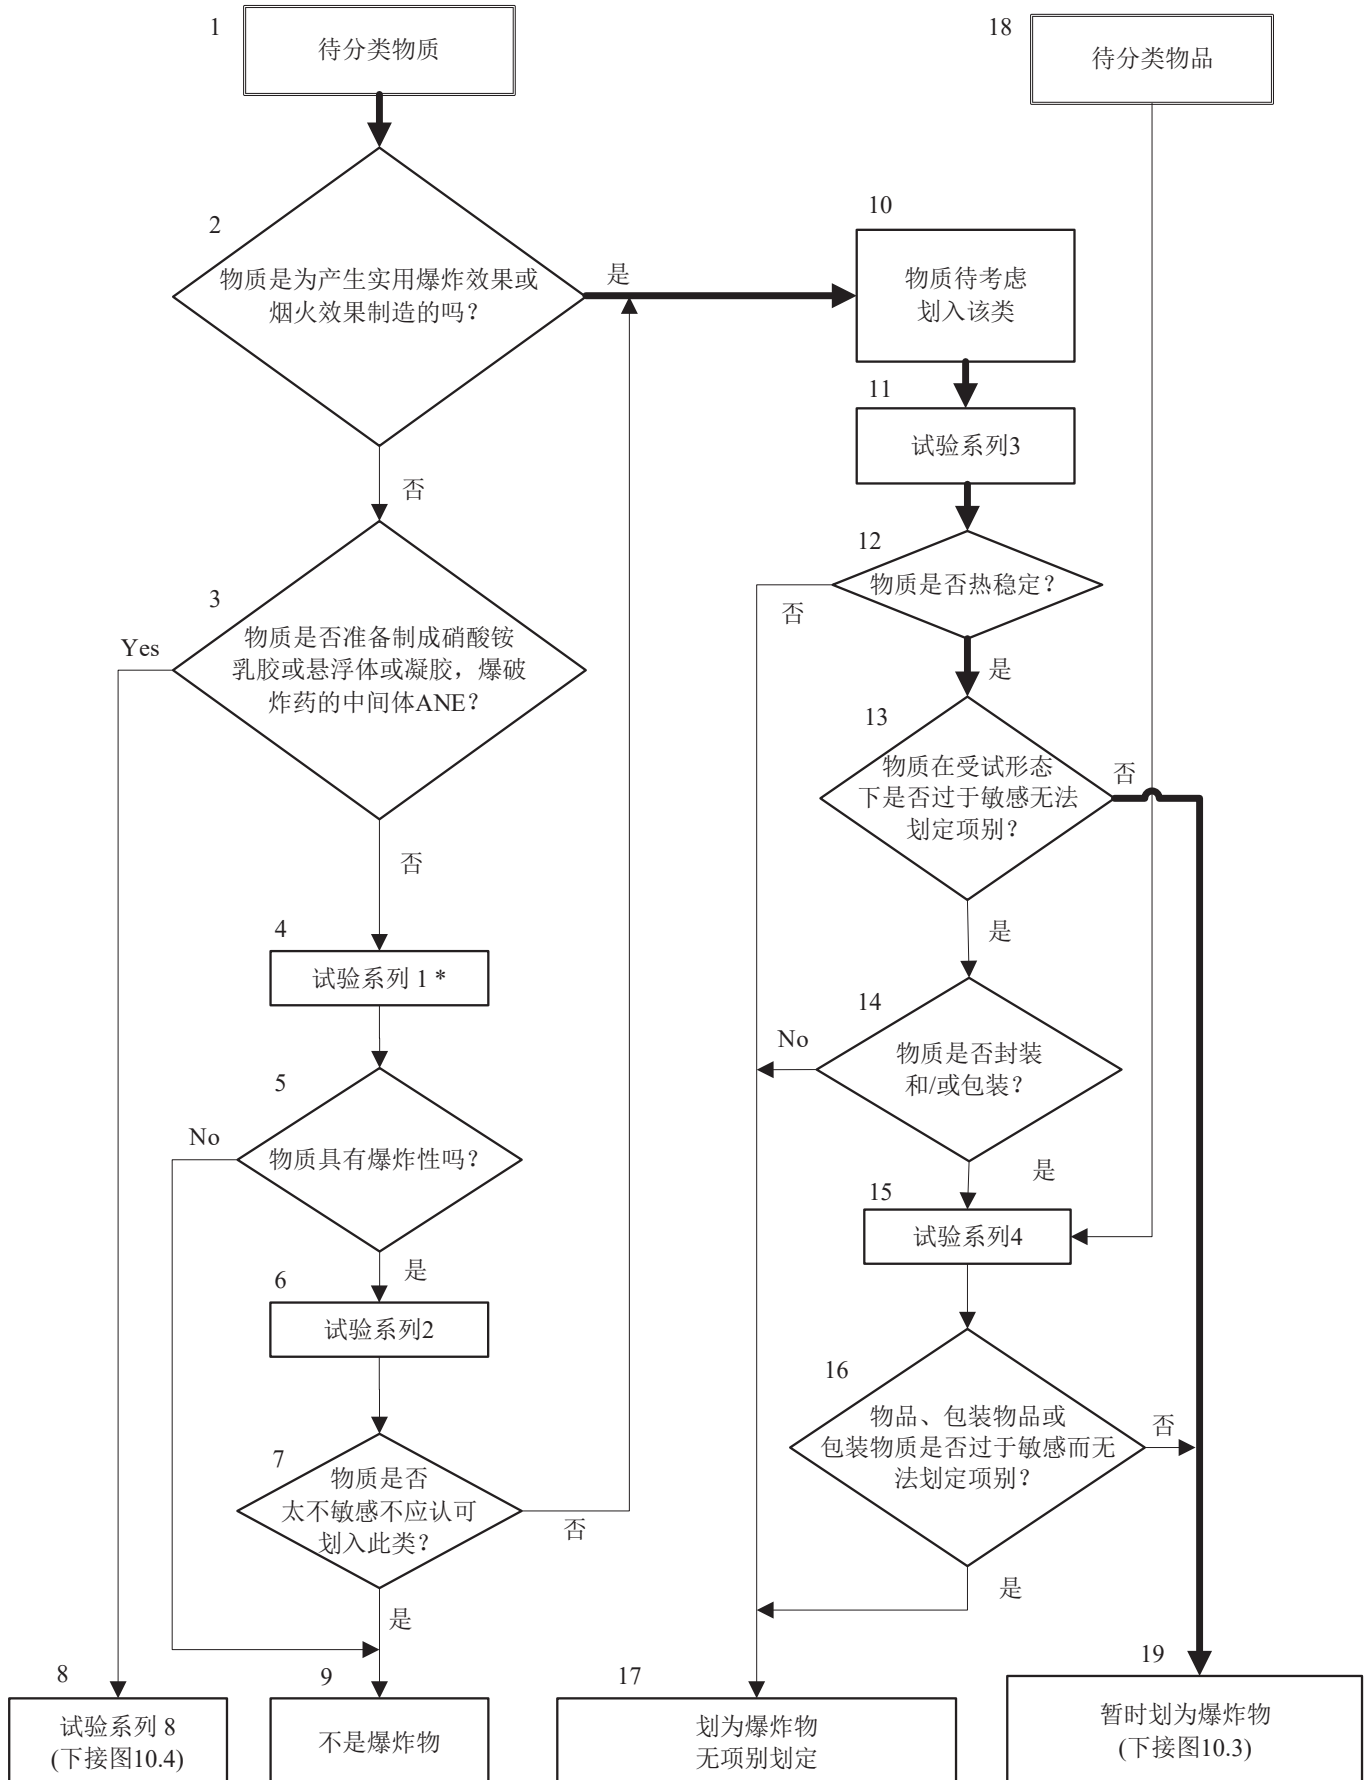 1
待分类物质
18
待分类物品
2
物质是为产生实用爆炸效果或
烟火效果制造的吗？
是
10
物质待考虑
划入该类
11
试验系列3
否
12
物质是否热稳定？
否
是
3
物质是否准备制成硝酸铵
乳胶或悬浮体或凝胶，爆破
炸药的中间体ANE？
Yes
否
13
物质在受试形态
下是否过于敏感无法
划定项别？
否
是
4
试验系列 1 *
14
物质是否封装
和/或包装？
No
是
5
物质具有爆炸性吗？
No
是
15
试验系列4
6
试验系列2
16
物品、包装物品或
包装物质是否过于敏感而无
法划定项别？
否
是
7
物质是否
太不敏感不应认可
划入此类？
否
是
8
试验系列 8
(下接图10.4)
9
不是爆炸物
17
划为爆炸物
无项别划定
19
暂时划为爆炸物
(下接图10.3)